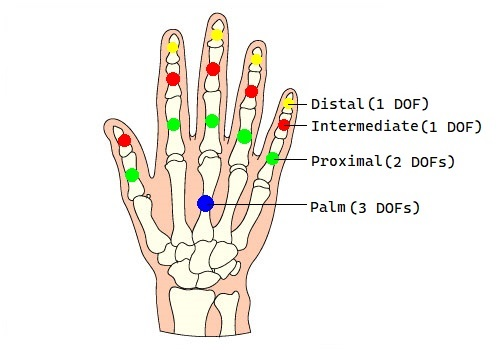 Distal(1 DOF)
Intermediate(1 DOF)
Proximal(2 DOFs)
Palm(3 DOFs)